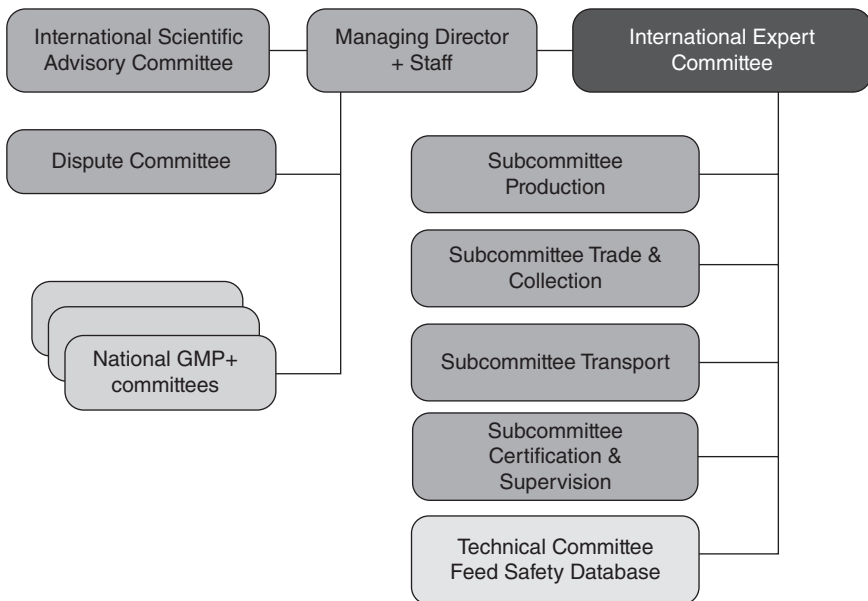 International Scientific
Advisory Committee
Managing Director
+ Staff
International Expert
Committee
Dispute Committee
National GMP+
committees
Subcommittee
Production
Subcommittee Trade &
Collection
Subcommittee Transport
Subcommittee
Certification &
Supervision
Technical Committee
Feed Safety Database